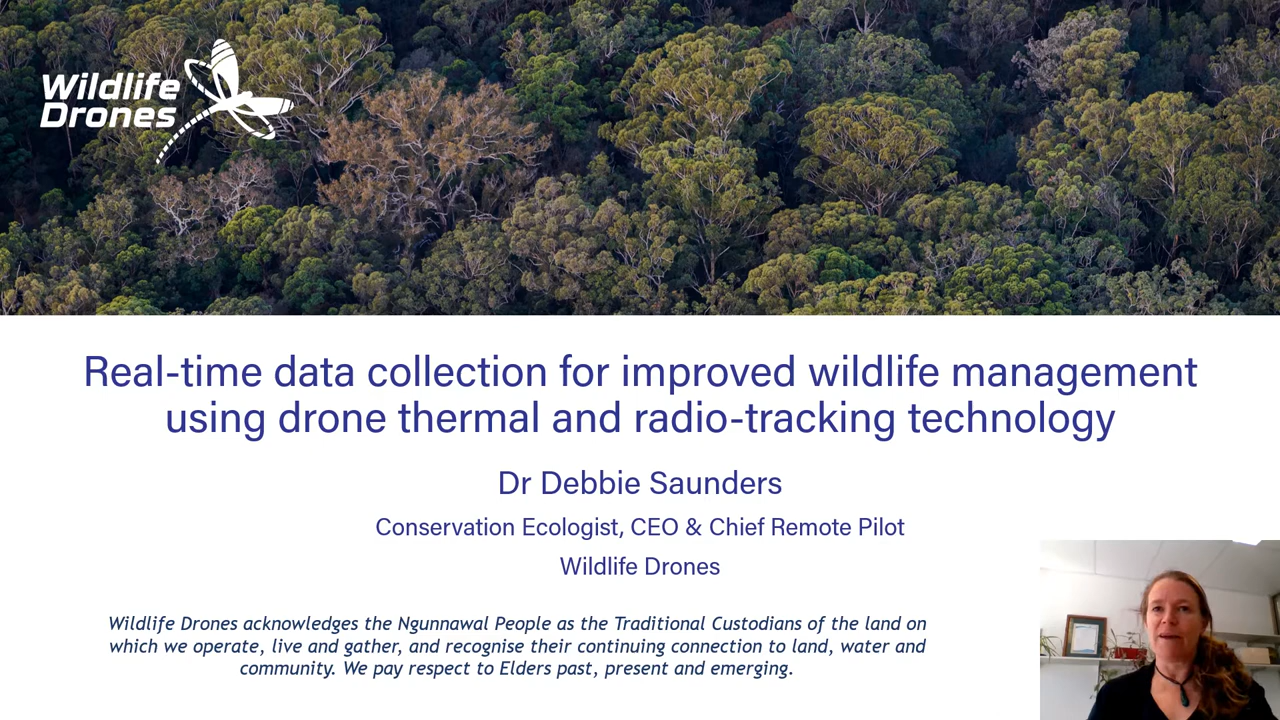 Wildlife
Drones
Real-time data collection for improved wildlife management
using drone thermal and radio-tracking technology
Dr Debbie Saunders
Conservation Ecologist, CEO & Chief Remote Pilot
Wildlife Drones
Wildlife Drones acknowledges the Ngunnawal People as the Traditional Custodians of the land on
which we operate, live and gather, and recognise their continuing connection to land, water and
community. We pay respect to Elders past, present and emerging.